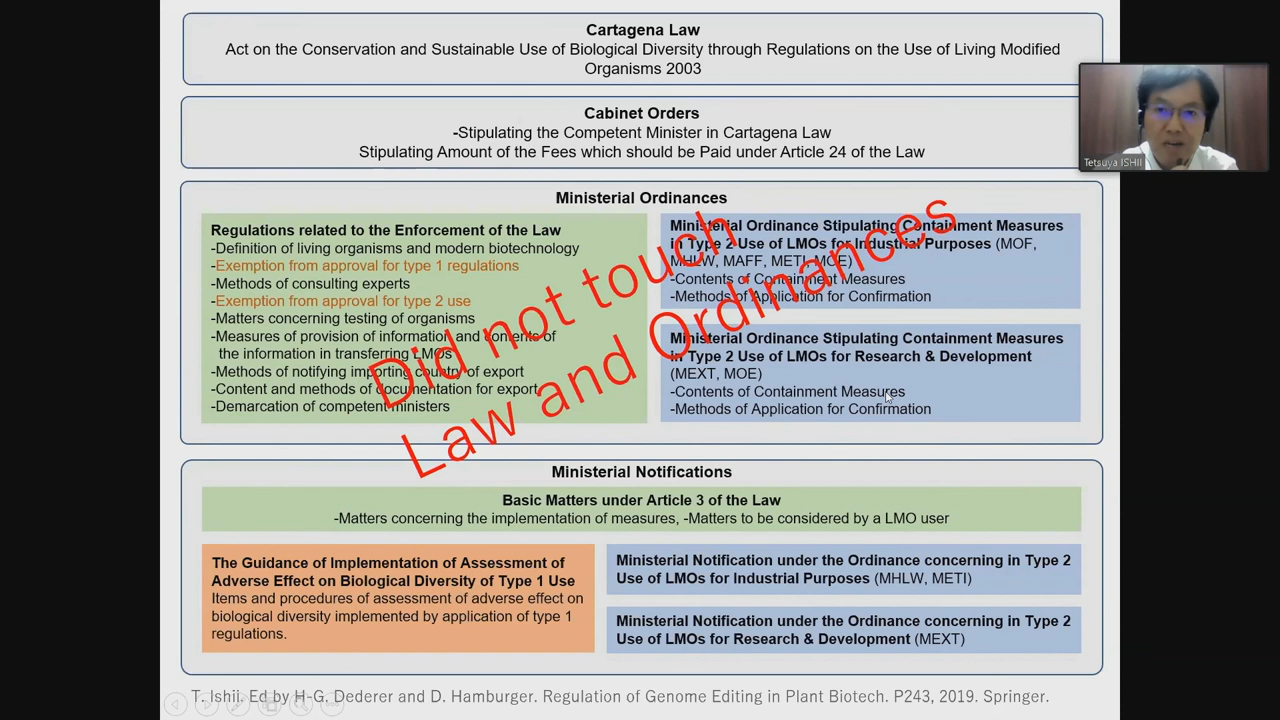 Cartagena Law
Act on the Conservation and Sustainable Use of Biological Diversity through Regulations on the Use of Living Modified
Organisms 2003
Cabinet Orders
-Stipulating the Competent Minister in Cartagena Law
Stipulating Amount of the Fees which should be Paid under Article 24 of the Law
Tetsuya ISHII
Ministerial Ordinances
Regulations related to the Enforcement of the Law
-Definition of living organisms and modern biotechnology
-Exemption from approval for type 1 regulations
-Methods of consulting experts
-Exemption from approval for type 2 use
-Matters concerning testing of organisms
-Measures of provision of information and contents of
the information in transferring LMOs
-Methods of notifying importing country of export
-Content and methods of documentation for export
-Demarcation of competent ministers
Ministerial Ordinance Stipulating Containment Measures
in Type 2 Use of LMOs for Industrial Purposes (MOF,
MHLW, MAFF, METI, MOE)
-Contents of Containment Measures
-Methods of Application for Confirmation
Ministerial Ordinance Stipulating Containment Measures
in Type 2 Use of LMOs for Research & Development
(MEXT, MOE)
-Contents of Containment Measures
-Methods of Application for Confirmation
Did not touch
Law and Ordinances
Ministerial Notifications
Basic Matters under Article 3 of the Law
-Matters concerning the implementation of measures, -Matters to be considered by a LMO user
The Guidance of Implementation of Assessment of
Adverse Effect on Biological Diversity of Type 1 Use
Items and procedures of assessment of adverse effect on
biological diversity implemented by application of type 1
regulations.
Ministerial Notification under the Ordinance concerning in Type 2
Use of LMOs for Industrial Purposes (MHLW, METI)
Ministerial Notification under the Ordinance concerning in Type 2
Use of LMOs for Research & Development (MEXT)
T. Ishii. Ed by H-G. Dederer and D. Hamburger. Regulation of Genome Editing in Plant Biotech. P243, 2019. Springer.